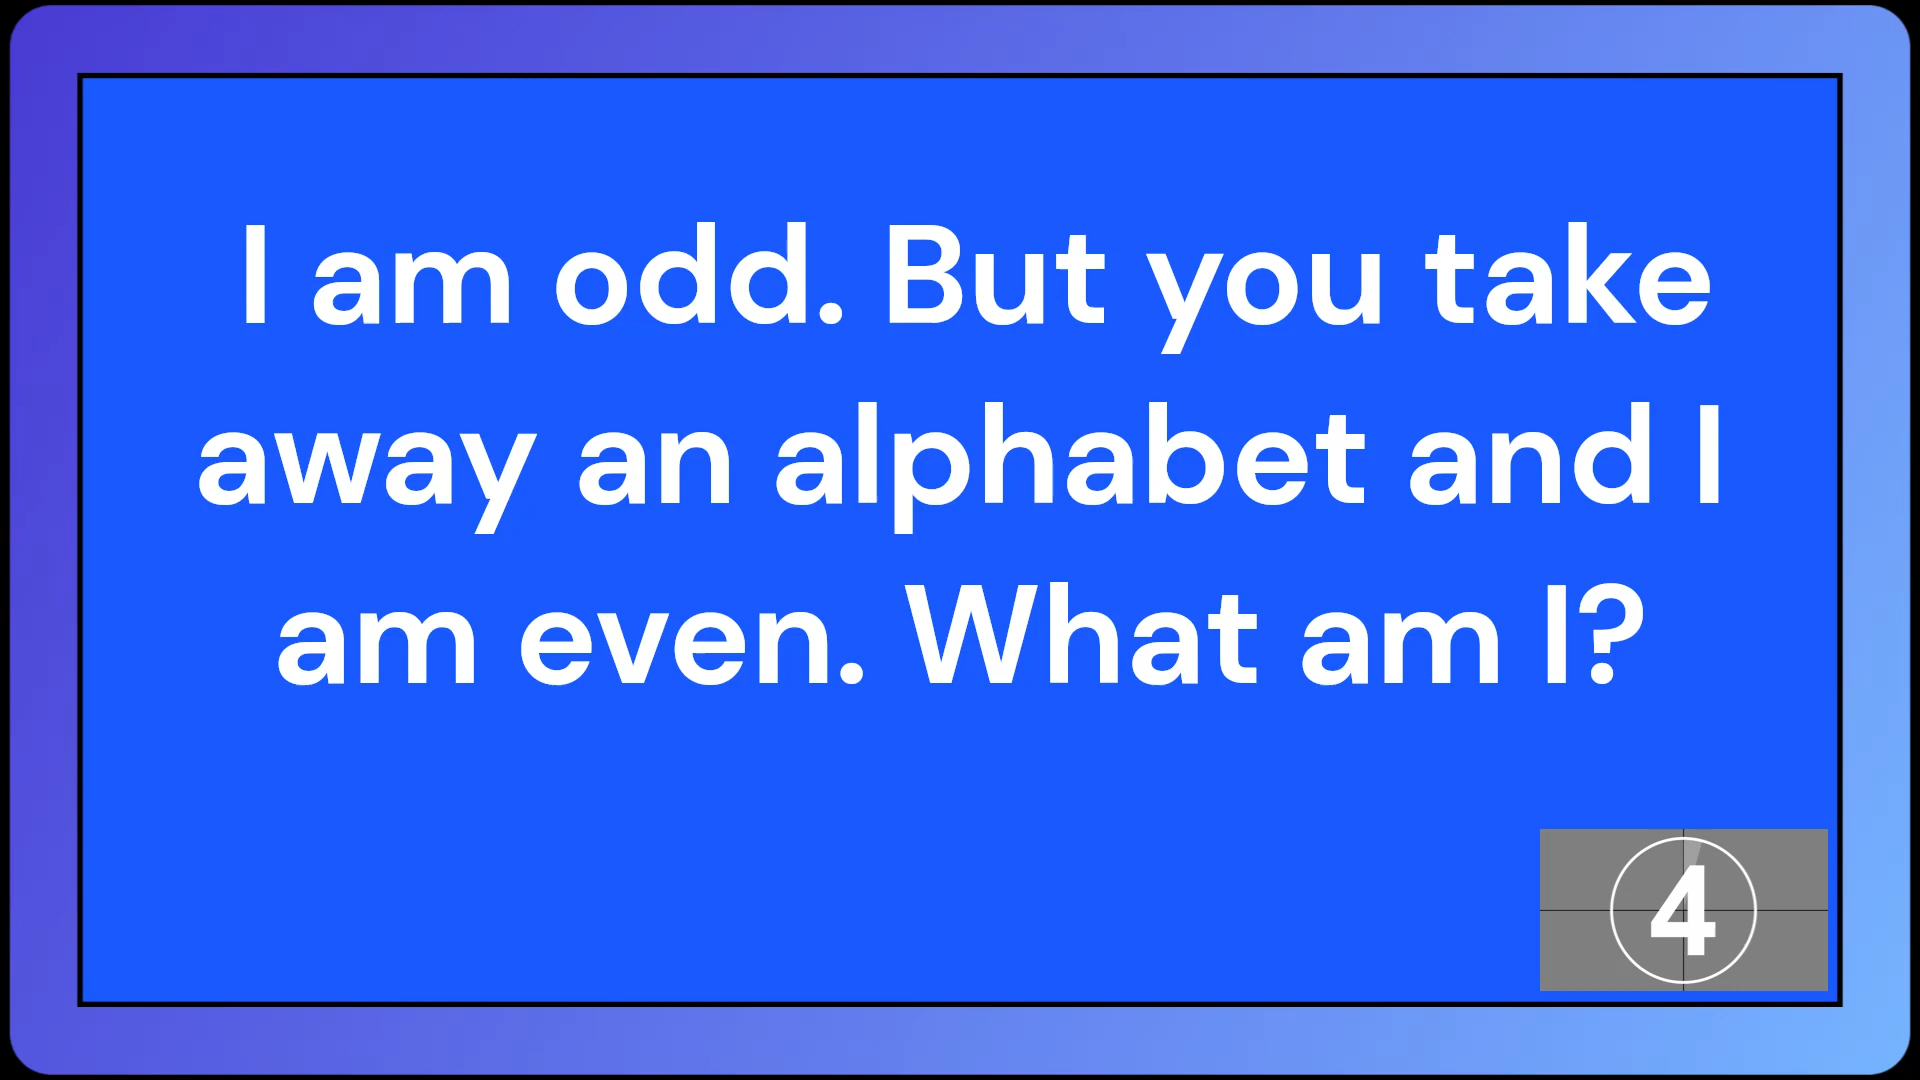 I am odd. But you take
away an alphabet and I
am even. What am I?
4